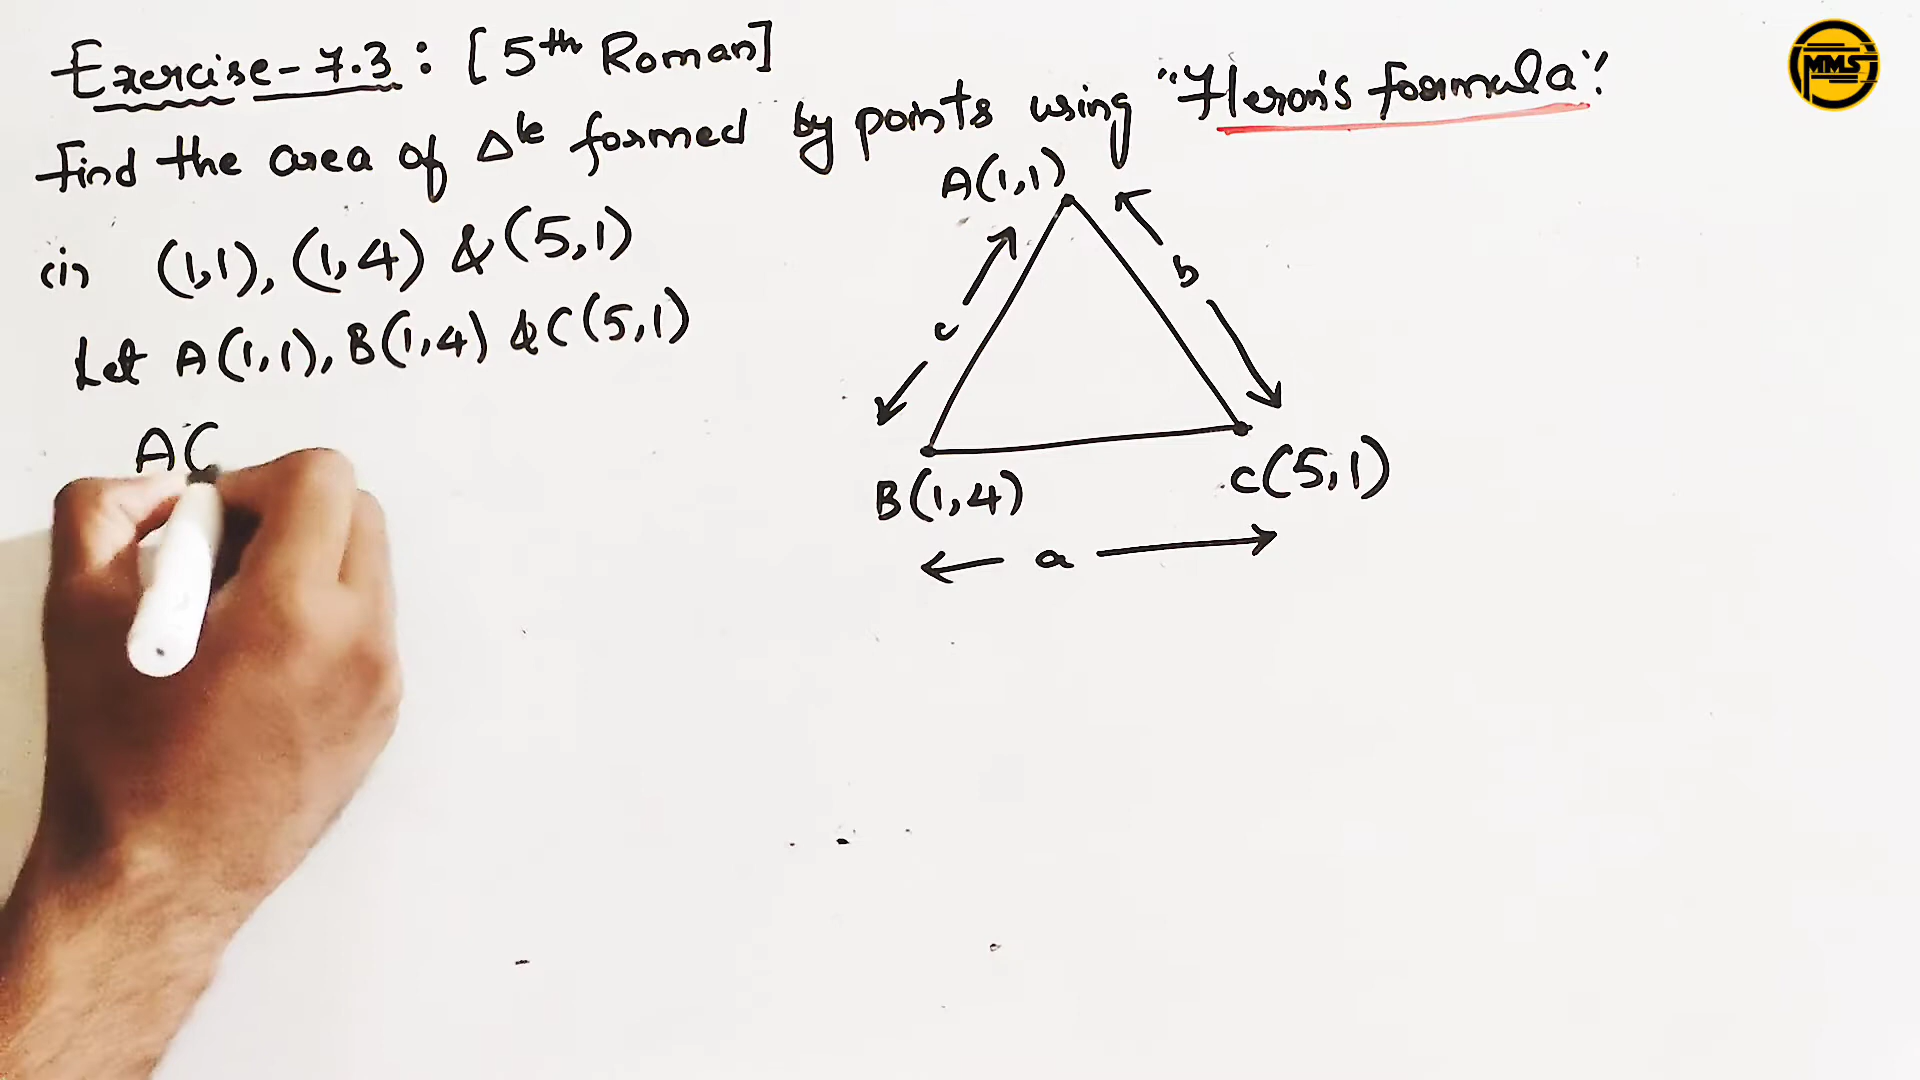 Exercise-7.3 : [5th Roman]
Find the area of Δle formed by points using "Heron's formula".
(i) (1,1), (1,4) & (5,1)
Let A(1,1), B(1,4) & C(5,1)
AC
A(1,1)
b
c
B(1,4)
C(5,1)
a
MMS